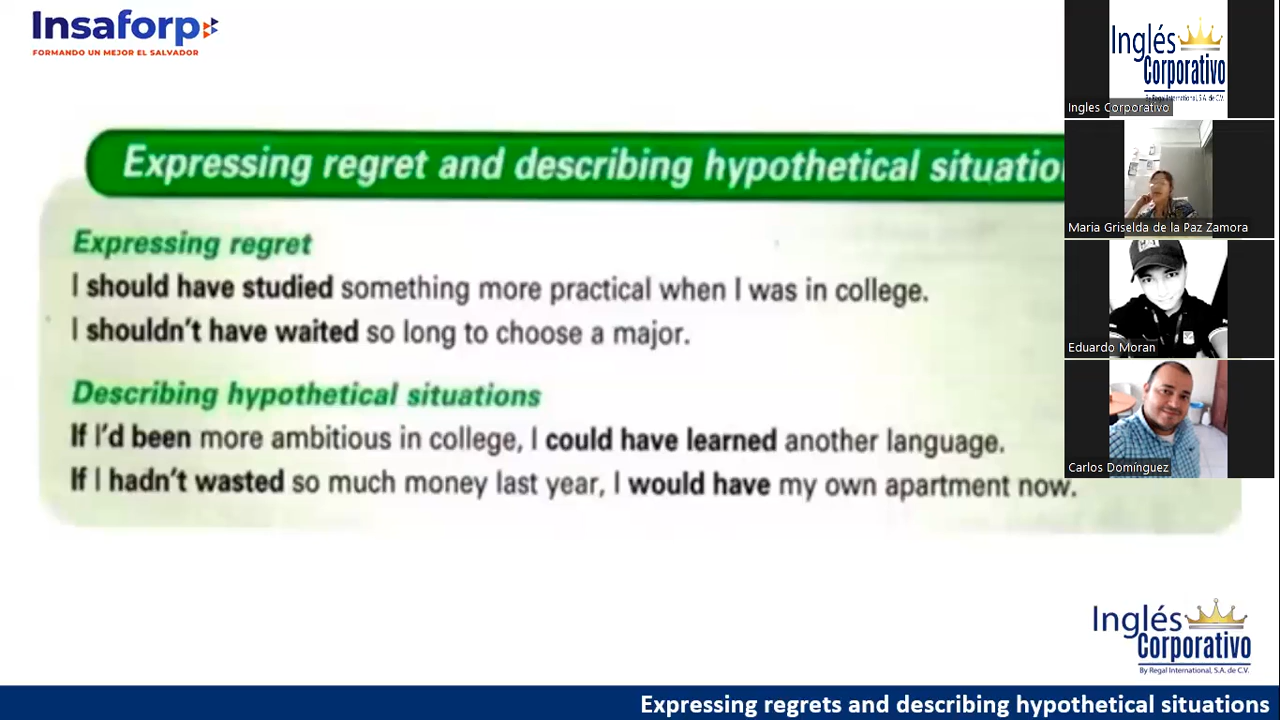 Insaforp
FORMANDO UN MEJOR EL SALVADOR
Expressing regret and describing hypothetical situatio
Expressing regret
I should have studied something more practical when I was in college.
I shouldn't have waited so long to choose a major.
Describing hypothetical situations
If I'd been more ambitious in college, I could have learned another language.
If I hadn't wasted so much money last year, I would have my own apartment now.
Inglés
Corporativo
By Regal International, S.A. de C.V.
Ingles Corporativo
Maria Griselda de la Paz Zamora
Eduardo Moran
Carlos Domínguez
Inglés
Corporativo
By Regal International, S.A. de C.V.
Expressing regrets and describing hypothetical situations